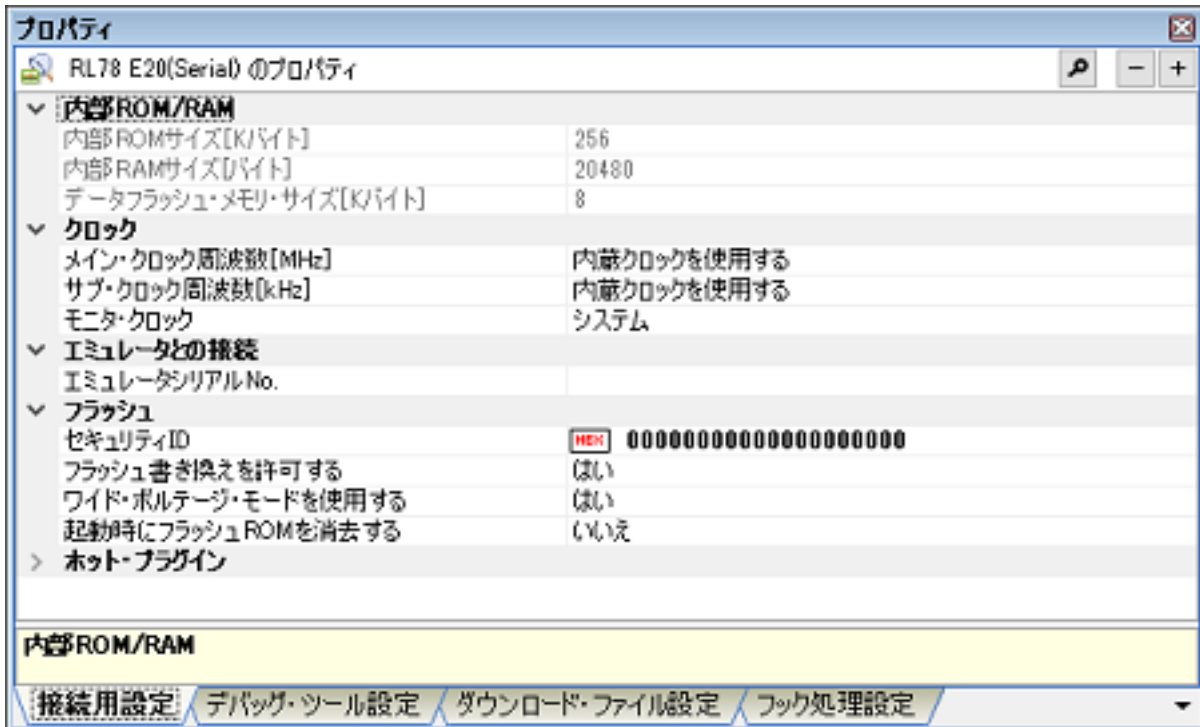 プロパティ
RL78 E20(Serial) のプロパティ
内部ROM/RAM
内部ROMサイズ[Kバイト] 256
内部RAMサイズ[バイト] 20480
データフラッシュ・メモリ・サイズ[Kバイト] 8
クロック
メイン・クロック周波数[MHz] 内蔵クロックを使用する
サブ・クロック周波数[kHz] 内蔵クロックを使用する
モニタ・クロック システム
エミュレータとの接続
エミュレータシリアルNo.
フラッシュ
セキュリティID HEX 00000000000000000000
フラッシュ書き換えを許可する はい
ワイド・ボルテージ・モードを使用する はい
起動時にフラッシュROMを消去する いいえ
ホット・プラグイン
内部ROM/RAM
接続用設定 デバッグ・ツール設定 ダウンロード・ファイル設定 フック処理設定